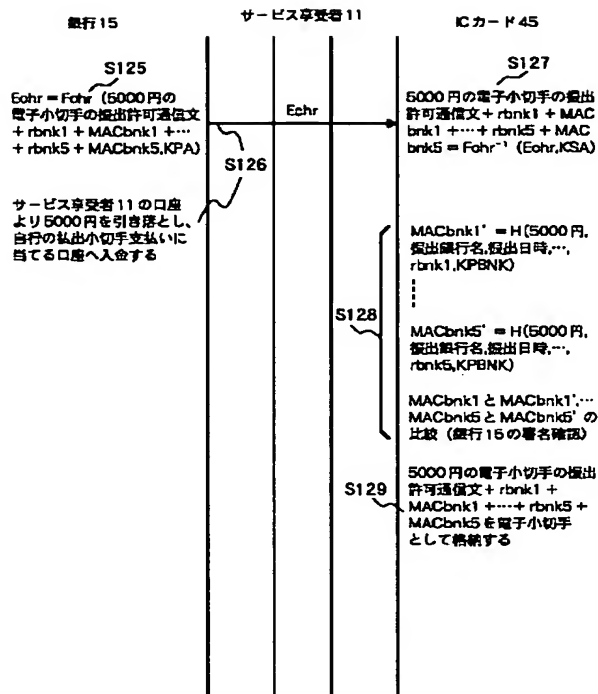 銀行15
サービス享受者11
ICカード45
S125
Eohr = Fohr (5000円の
電子小切手の振出許可通信文
+ rbnk1 + MACbnk1 +…
+ rbnk5 + MACbnk5,KPA)
Eohr
S126
サービス享受者11の口座
より5000円を引き落とし、
自行の払出小切手支払いに
当てる口座へ入金する
S127
5000円の電子小切手の振出
許可通信文 + rbnk1 + MAC
bnk1 +…+ rbnk5 + MAC
bnk5 = Fohr⁻¹ (Eohr,KSA)
S128
MACbnk1' = H(5000円,
振出銀行名,振出日時,…,
rbnk1,KPBNK)
MACbnk5' = H(5000円,
振出銀行名,振出日時,…,
rbnk5,KPBNK)
MACbnk1とMACbnk1',…
MACbnk5とMACbnk5'の
比較(銀行15の署名確認)
S129
5000円の電子小切手の振出
許可通信文 + rbnk1 +
MACbnk1 +……+ rbnk5 +
MACbnk5を電子小切手
として格納する